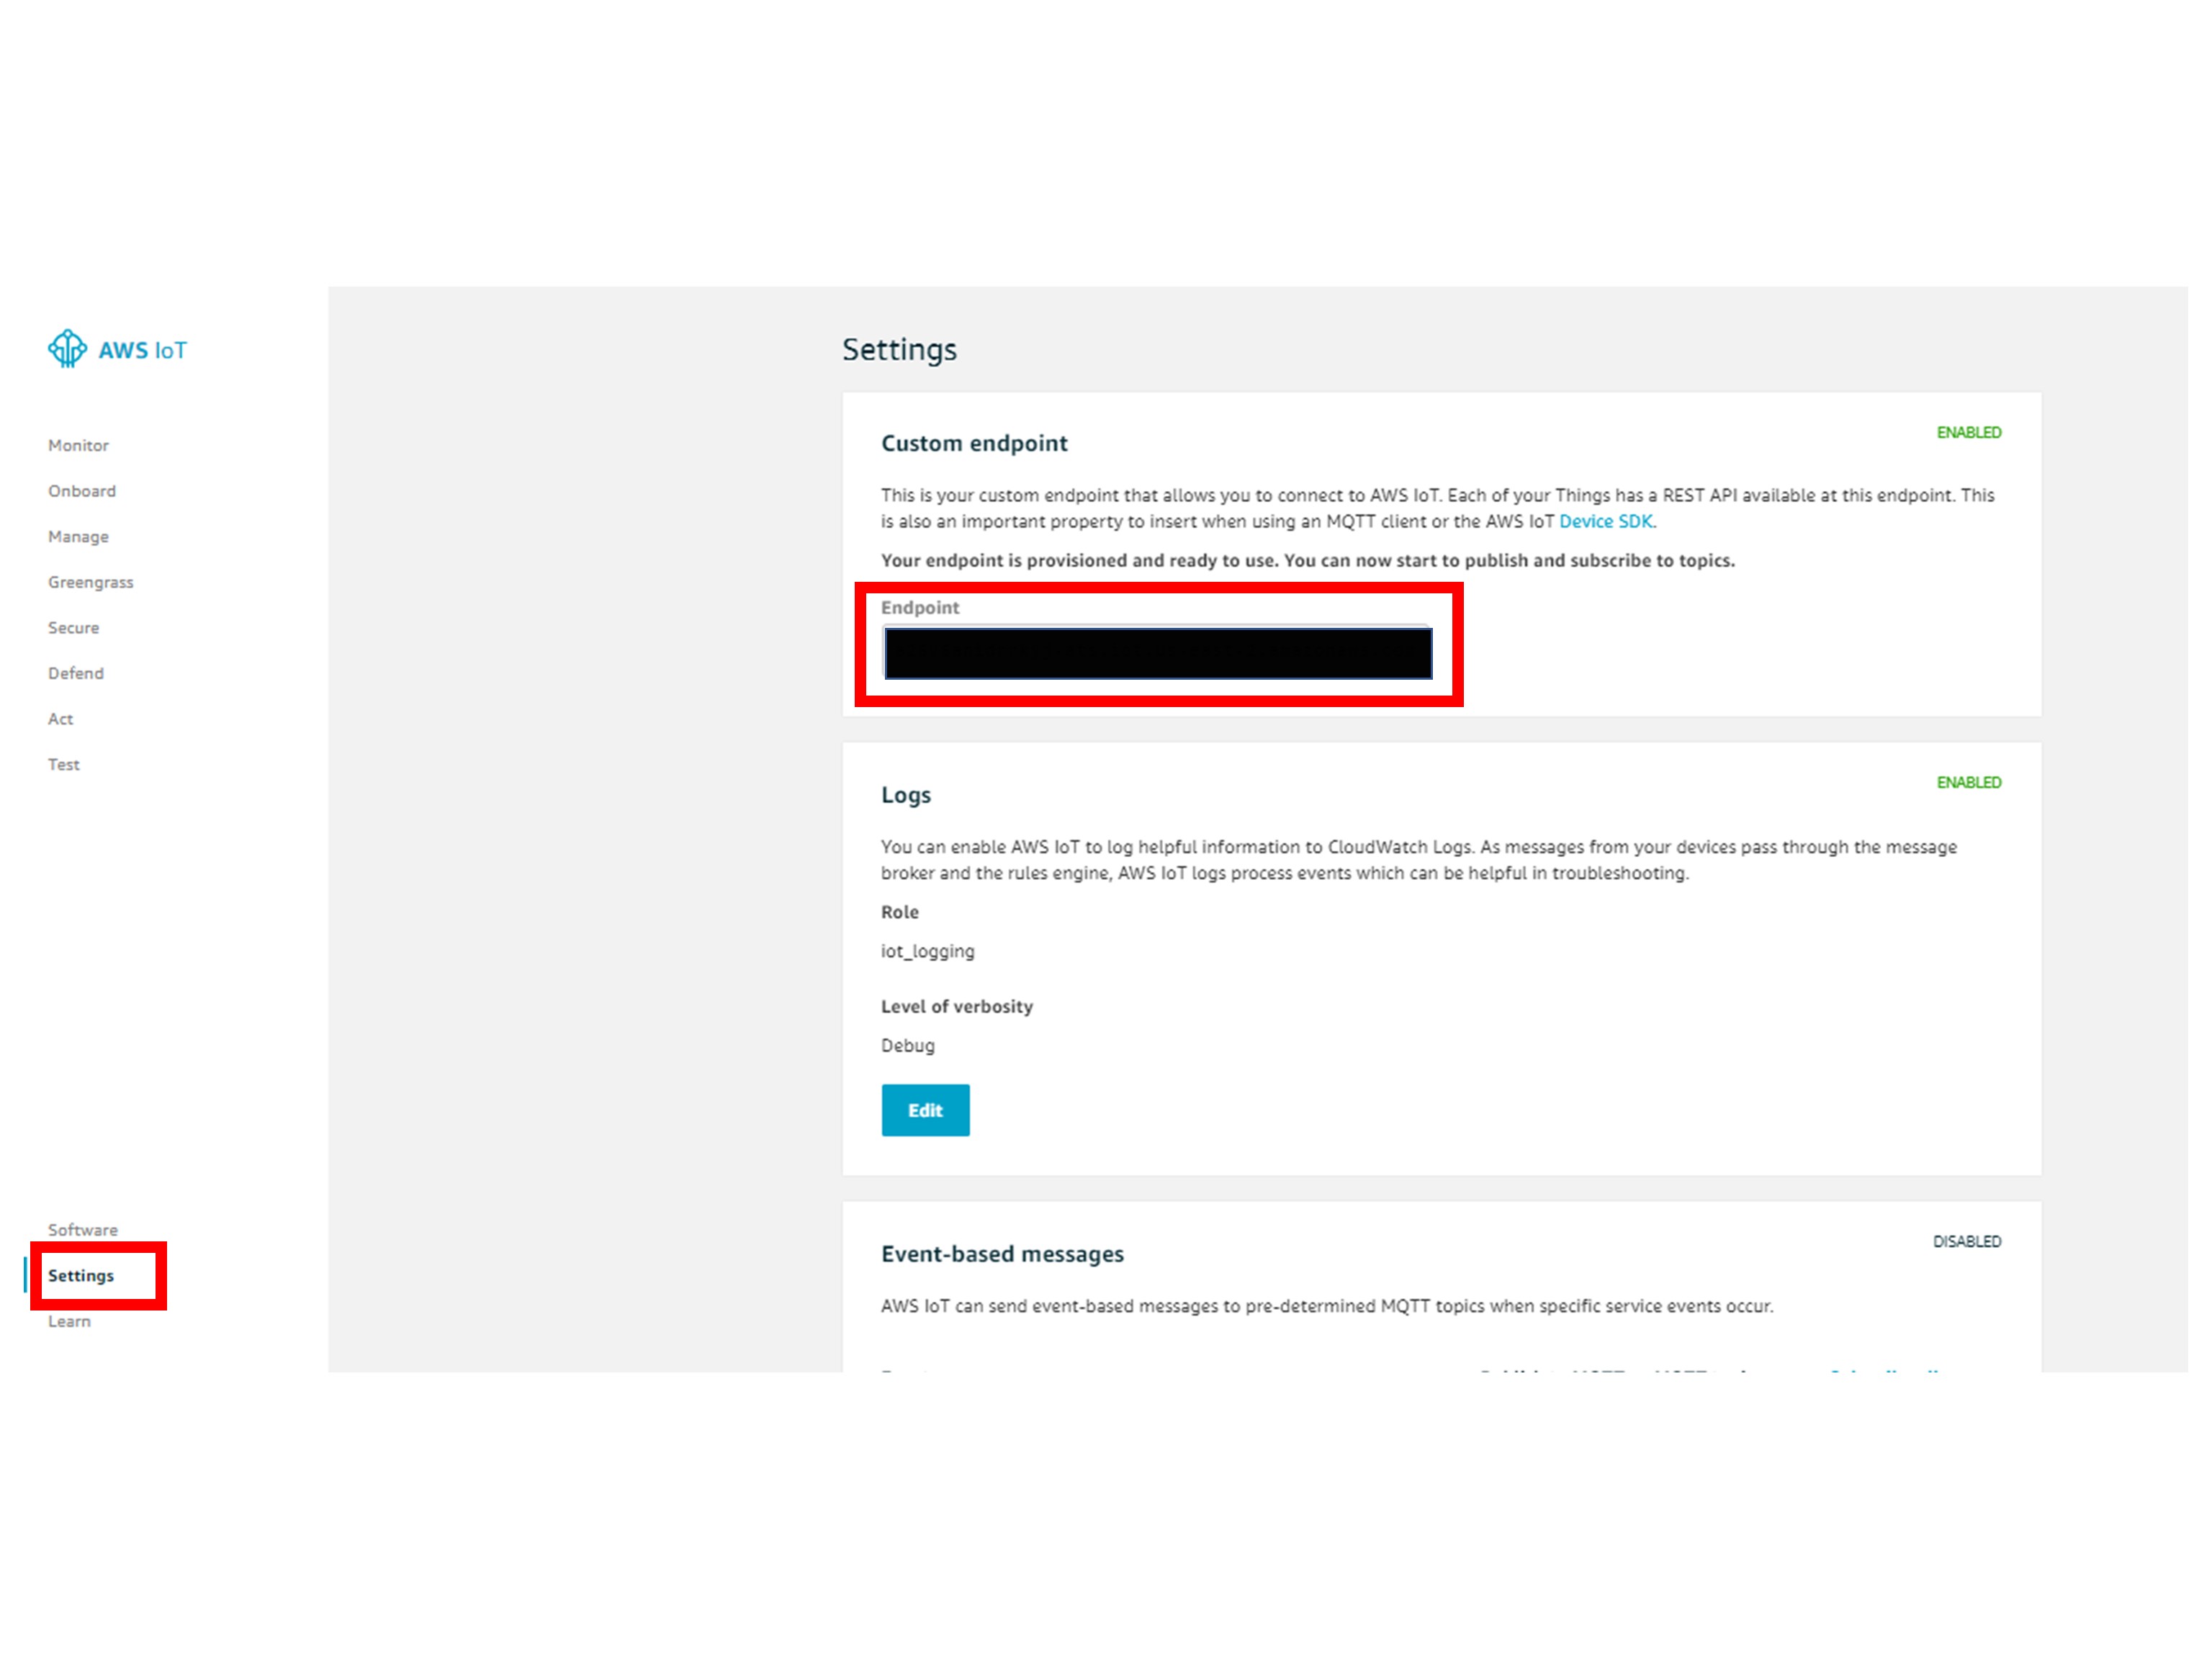 AWS IoT
Monitor
Onboard
Manage
Greengrass
Secure
Defend
Act
Test
Software
Settings
Learn
Settings
Custom endpoint
ENABLED
This is your custom endpoint that allows you to connect to AWS IoT. Each of your Things has a REST API available at this endpoint. This
is also an important property to insert when using an MQTT client or the AWS IoT Device SDK.
Your endpoint is provisioned and ready to use. You can now start to publish and subscribe to topics.
Endpoint
Logs
ENABLED
You can enable AWS IoT to log helpful information to CloudWatch Logs. As messages from your devices pass through the message
broker and the rules engine, AWS IoT logs process events which can be helpful in troubleshooting.
Role
iot_logging
Level of verbosity
Debug
Edit
Event-based messages
DISABLED
AWS IoT can send event-based messages to pre-determined MQTT topics when specific service events occur.